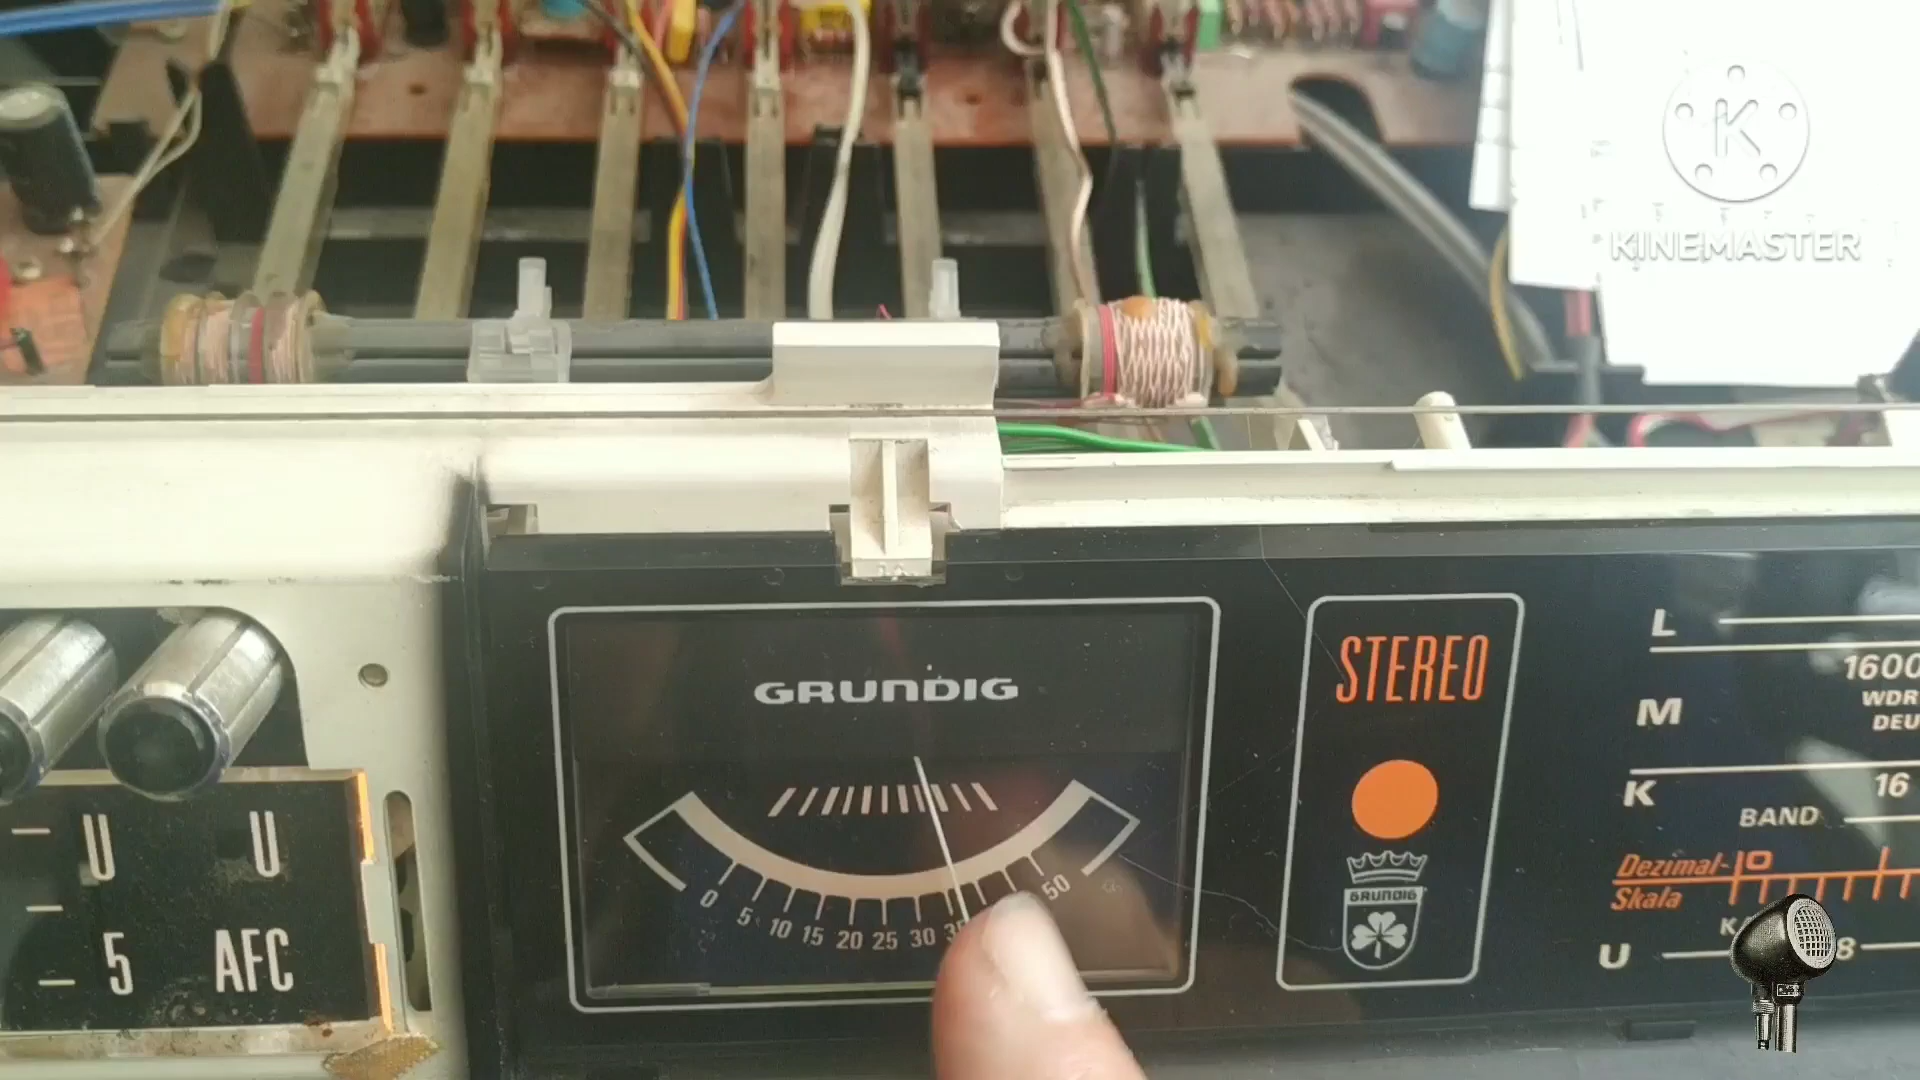 K
KINEMASTER
GRUNDIG
0 5 10 15 20 25 30 35 50
STEREO
GRUNDIG
U U
5 AFC
L
1600
M
WDR
DEU
K 16
BAND
Dezimal- 0
Skala
K
U 8